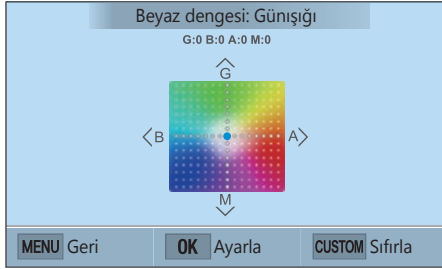 Beyaz dengesi: Günışığı
G:0 B:0 A:0 M:0
G
B A
M
MENU Geri OK Ayarla CUSTOM Sıfırla